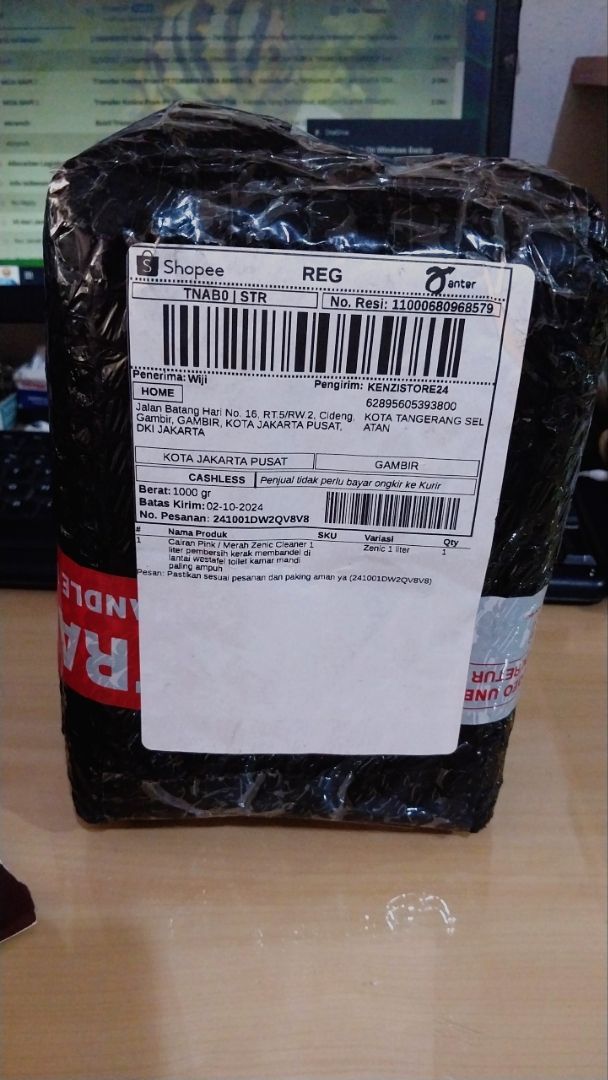 Shopee REG anter
TNAB0 | STR No. Resi: 11000680968579
Penerima: Wiji Pengirim: KENZISTORE24
HOME 62895605393800
Jalan Batang Hari No. 16, RT.5/RW.2, Cideng, KOTA TANGERANG SEL
Gambir, GAMBIR, KOTA JAKARTA PUSAT, ATAN
DKI JAKARTA
KOTA JAKARTA PUSAT GAMBIR
CASHLESS Penjual tidak perlu bayar ongkir ke Kurir
Berat: 1000 gr
Batas Kirim: 02-10-2024
No. Pesanan: 241001DW2QV8V8
# Nama Produk SKU Variasi Qty
1 Cairan Pink / Merah Zenic Cleaner 1 Zenic 1 liter 1
liter pembersih kerak membandel di
lantai westafel toilet kamar mandi
paling ampuh
Pesan: Pastikan sesuai pesanan dan paking aman ya (241001DW2QV8V8)